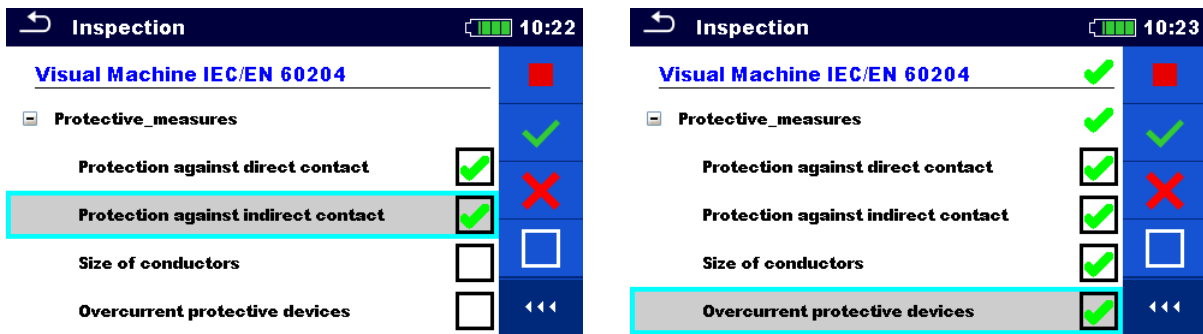 Inspection 10:22
Visual Machine IEC/EN 60204
Protective_measures
Protection against direct contact
Protection against indirect contact
Size of conductors
Overcurrent protective devices
Inspection 10:23
Visual Machine IEC/EN 60204
Protective_measures
Protection against direct contact
Protection against indirect contact
Size of conductors
Overcurrent protective devices